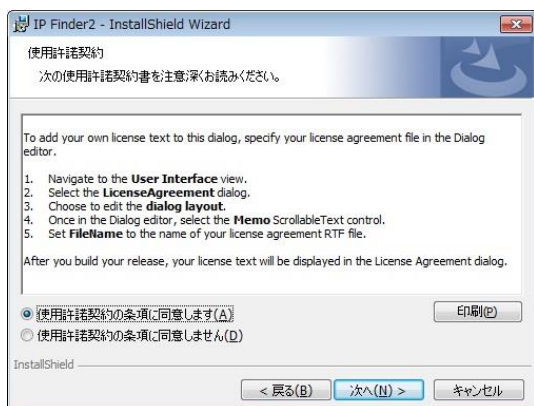 IP Finder2 - InstallShield Wizard
使用許諾契約
次の使用許諾契約書を注意深くお読みください。
To add your own license text to this dialog, specify your license agreement file in the Dialog
editor.
1. Navigate to the User Interface view.
2. Select the LicenseAgreement dialog.
3. Choose to edit the dialog layout.
4. Once in the Dialog editor, select the Memo ScrollableText control.
5. Set FileName to the name of your license agreement RTF file.
After you build your release, your license text will be displayed in the License Agreement dialog.
使用許諾契約の条項に同意します(A)
印刷(P)
使用許諾契約の条項に同意しません(D)
InstallShield
< 戻る(B) 次へ(N) > キャンセル